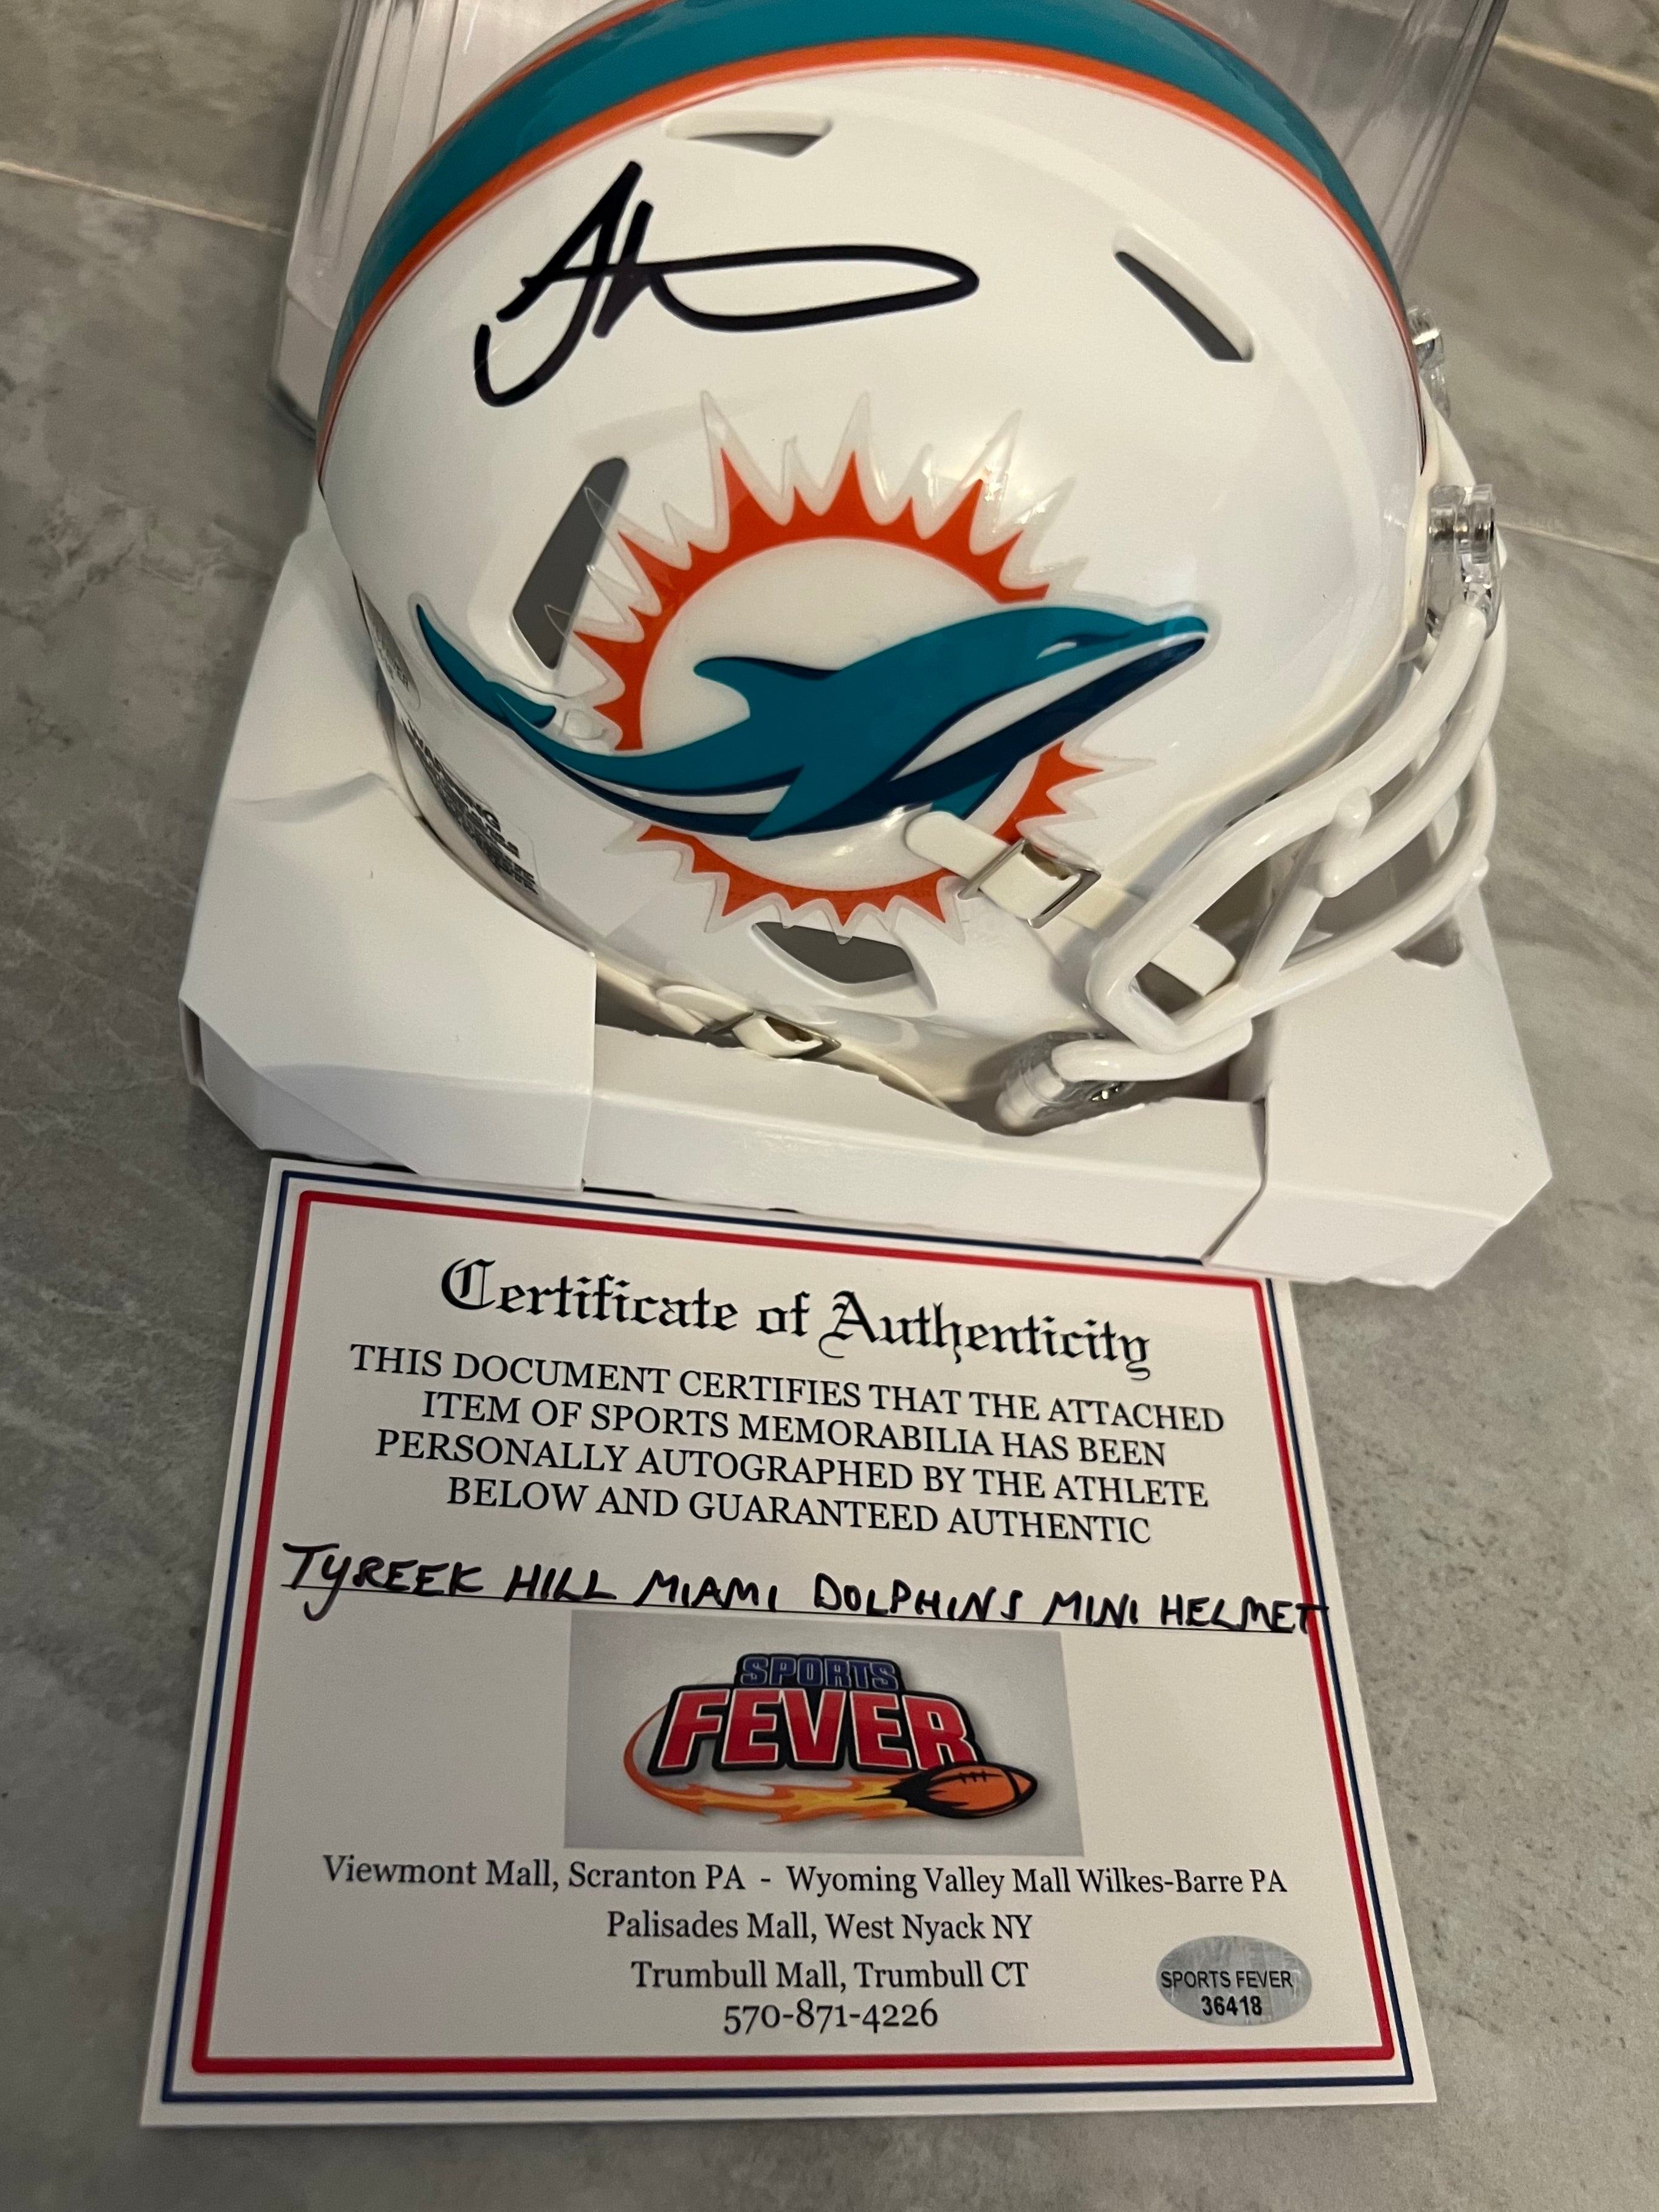 WARNING
Certificate of Authenticity
THIS DOCUMENT CERTIFIES THAT THE ATTACHED
ITEM OF SPORTS MEMORABILIA HAS BEEN
PERSONALLY AUTOGRAPHED BY THE ATHLETE
BELOW AND GUARANTEED AUTHENTIC
TYREEK HILL MIAMI DOLPHINS MINI HELMET
SPORTS
FEVER
Viewmont Mall, Scranton PA - Wyoming Valley Mall Wilkes-Barre PA
Palisades Mall, West Nyack NY
Trumbull Mall, Trumbull CT
570-871-4226
SPORTS FEVER
36418